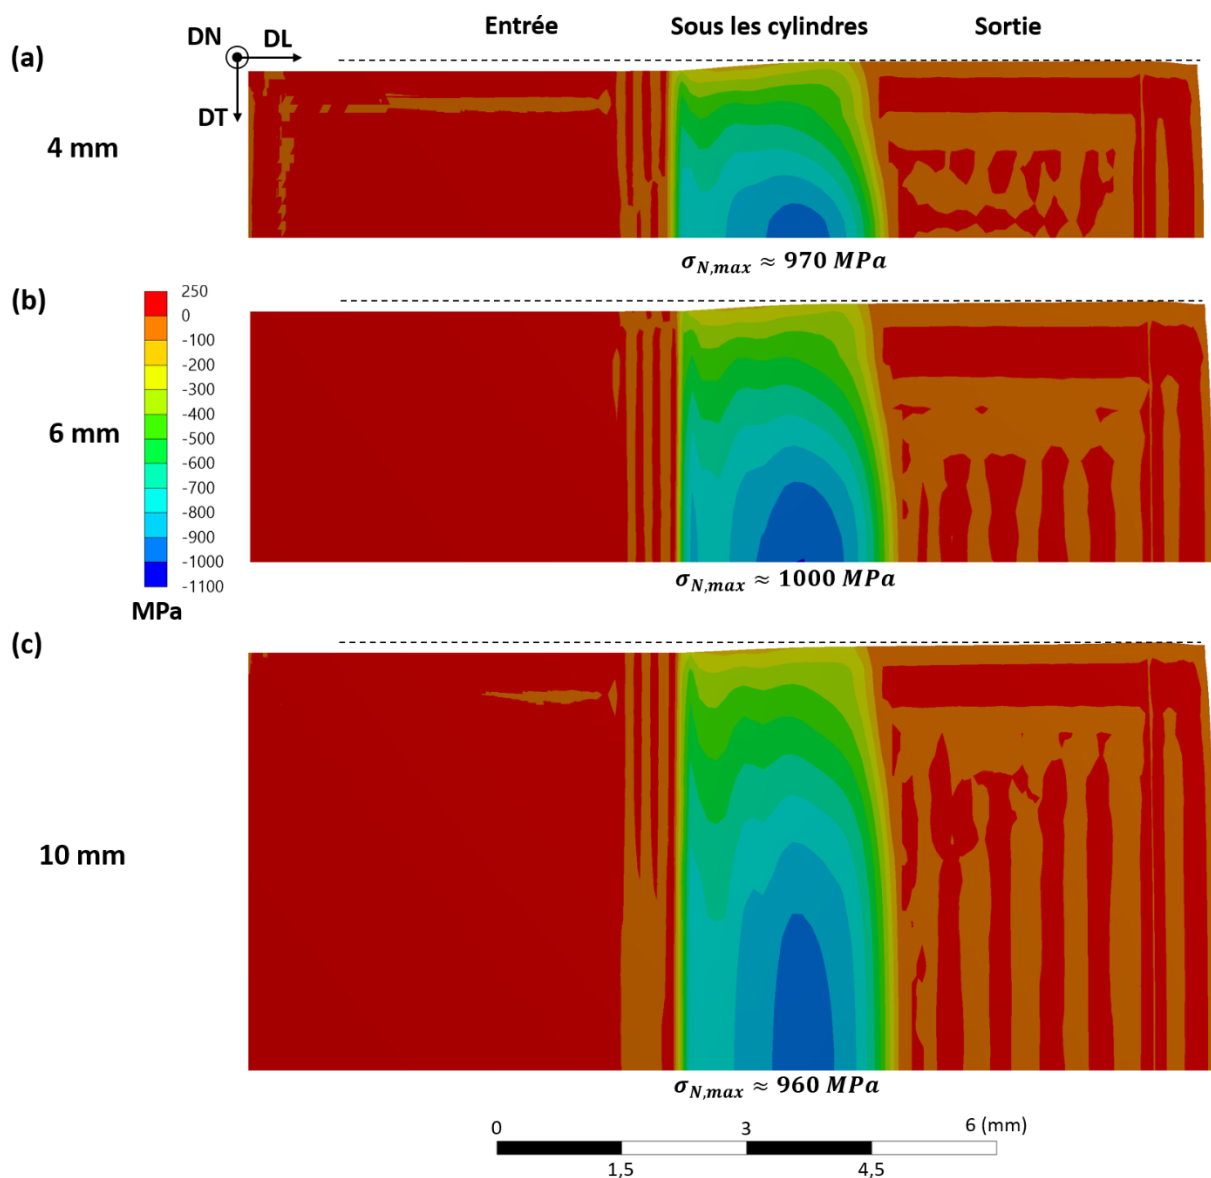 Entrée Sous les cylindres Sortie
(a) DN DL
DT
4 mm
σN,max ≈ 970 MPa
(b)
250
0
-100
-200
-300
-400
-500
-600
-700
-800
-900
-1000
-1100
MPa
6 mm
σN,max ≈ 1000 MPa
(c)
10 mm
σN,max ≈ 960 MPa
0 3 6 (mm)
1,5 4,5